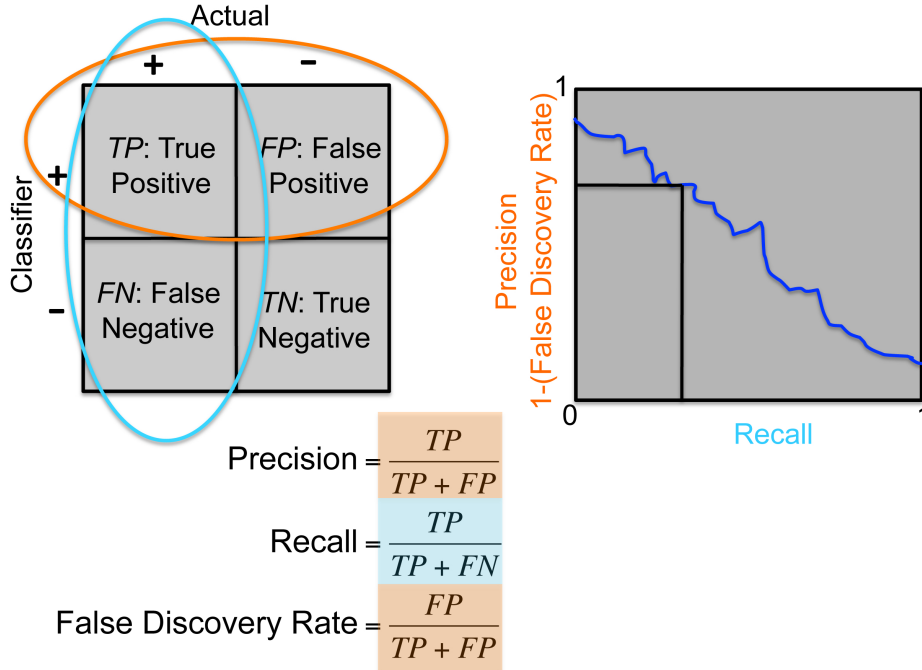 Actual
+ −
Classifier
+
−
TP: True
Positive
FP: False
Positive
FN: False
Negative
TN: True
Negative
Precision
1-(False Discovery Rate)
1
0
1
Recall
Precision = TP / TP + FP
Recall = TP / TP + FN
False Discovery Rate = FP / TP + FP